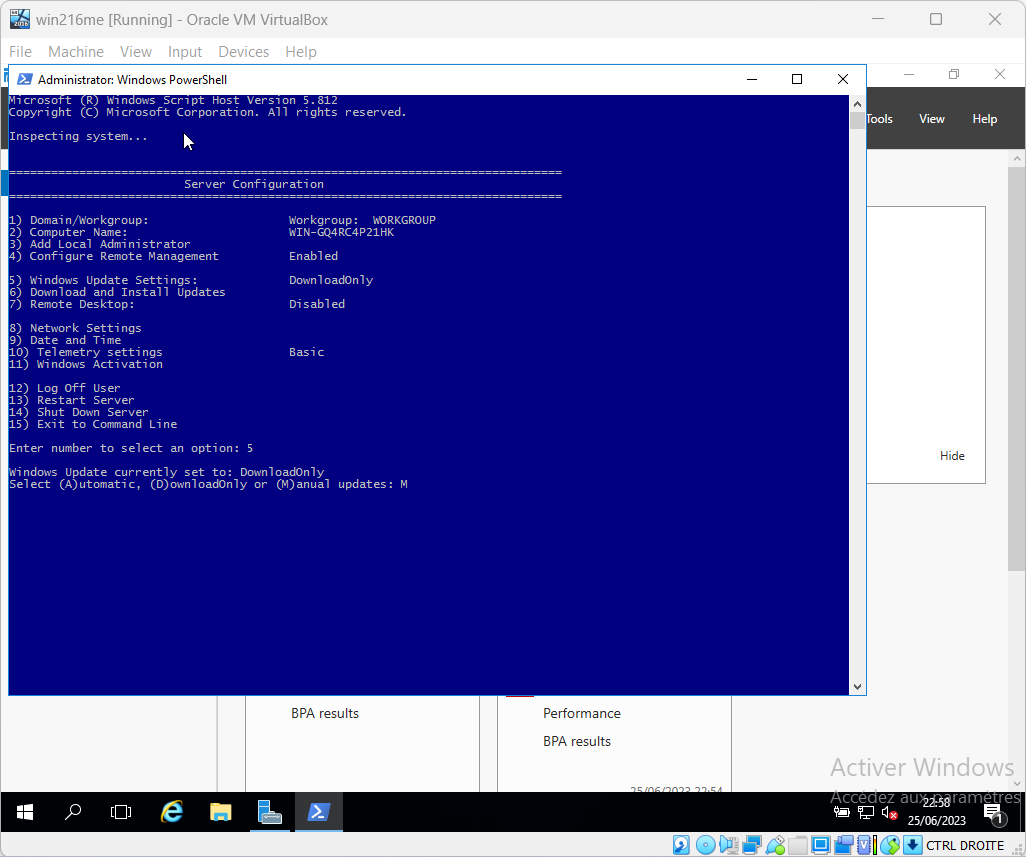 win216me [Running] - Oracle VM VirtualBox
File Machine View Input Devices Help
Administrator: Windows PowerShell
Tools View Help
Microsoft (R) Windows Script Host Version 5.812
Copyright (C) Microsoft Corporation. All rights reserved.
Inspecting system...
===============================================================================
Server Configuration
===============================================================================
1) Domain/Workgroup: Workgroup: WORKGROUP
2) Computer Name: WIN-GQ4RC4P21HK
3) Add Local Administrator
4) Configure Remote Management Enabled
5) Windows Update Settings: DownloadOnly
6) Download and Install Updates
7) Remote Desktop: Disabled
8) Network Settings
9) Date and Time
10) Telemetry settings Basic
11) Windows Activation
12) Log Off User
13) Restart Server
14) Shut Down Server
15) Exit to Command Line
Enter number to select an option: 5
Windows Update currently set to: DownloadOnly
Select (A)utomatic, (D)ownloadOnly or (M)anual updates: M
Hide
BPA results
Performance
BPA results
25/06/2023 22:54
Activer Windows
Accédez aux paramètres
22:58
25/06/2023
1
CTRL DROITE